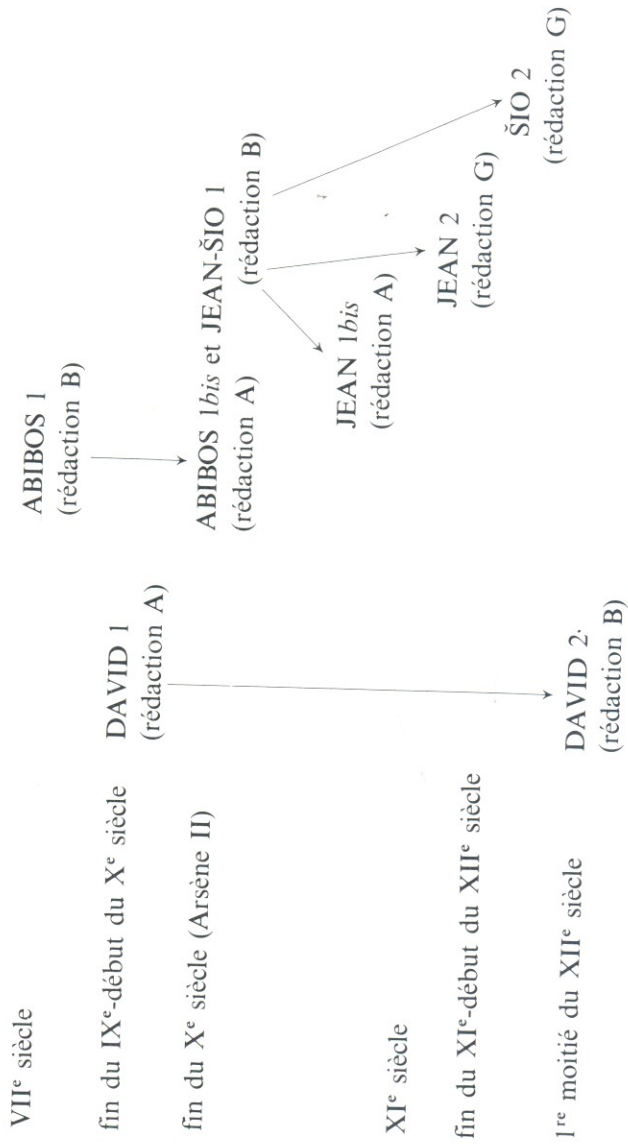 VIIe siècle
ABIBOS 1
(rédaction B)
fin du IXe-début du Xe siècle
DAVID 1
(rédaction A)
fin du Xe siècle (Arsène II)
ABIBOS 1bis et JEAN-ŠIO 1
(rédaction A)
(rédaction B)
XIe siècle
JEAN 1bis
(rédaction A)
fin du XIe-début du XIIe siècle
JEAN 2
(rédaction G)
ŠIO 2
(rédaction G)
1re moitié du XIIe siècle
DAVID 2
(rédaction B)